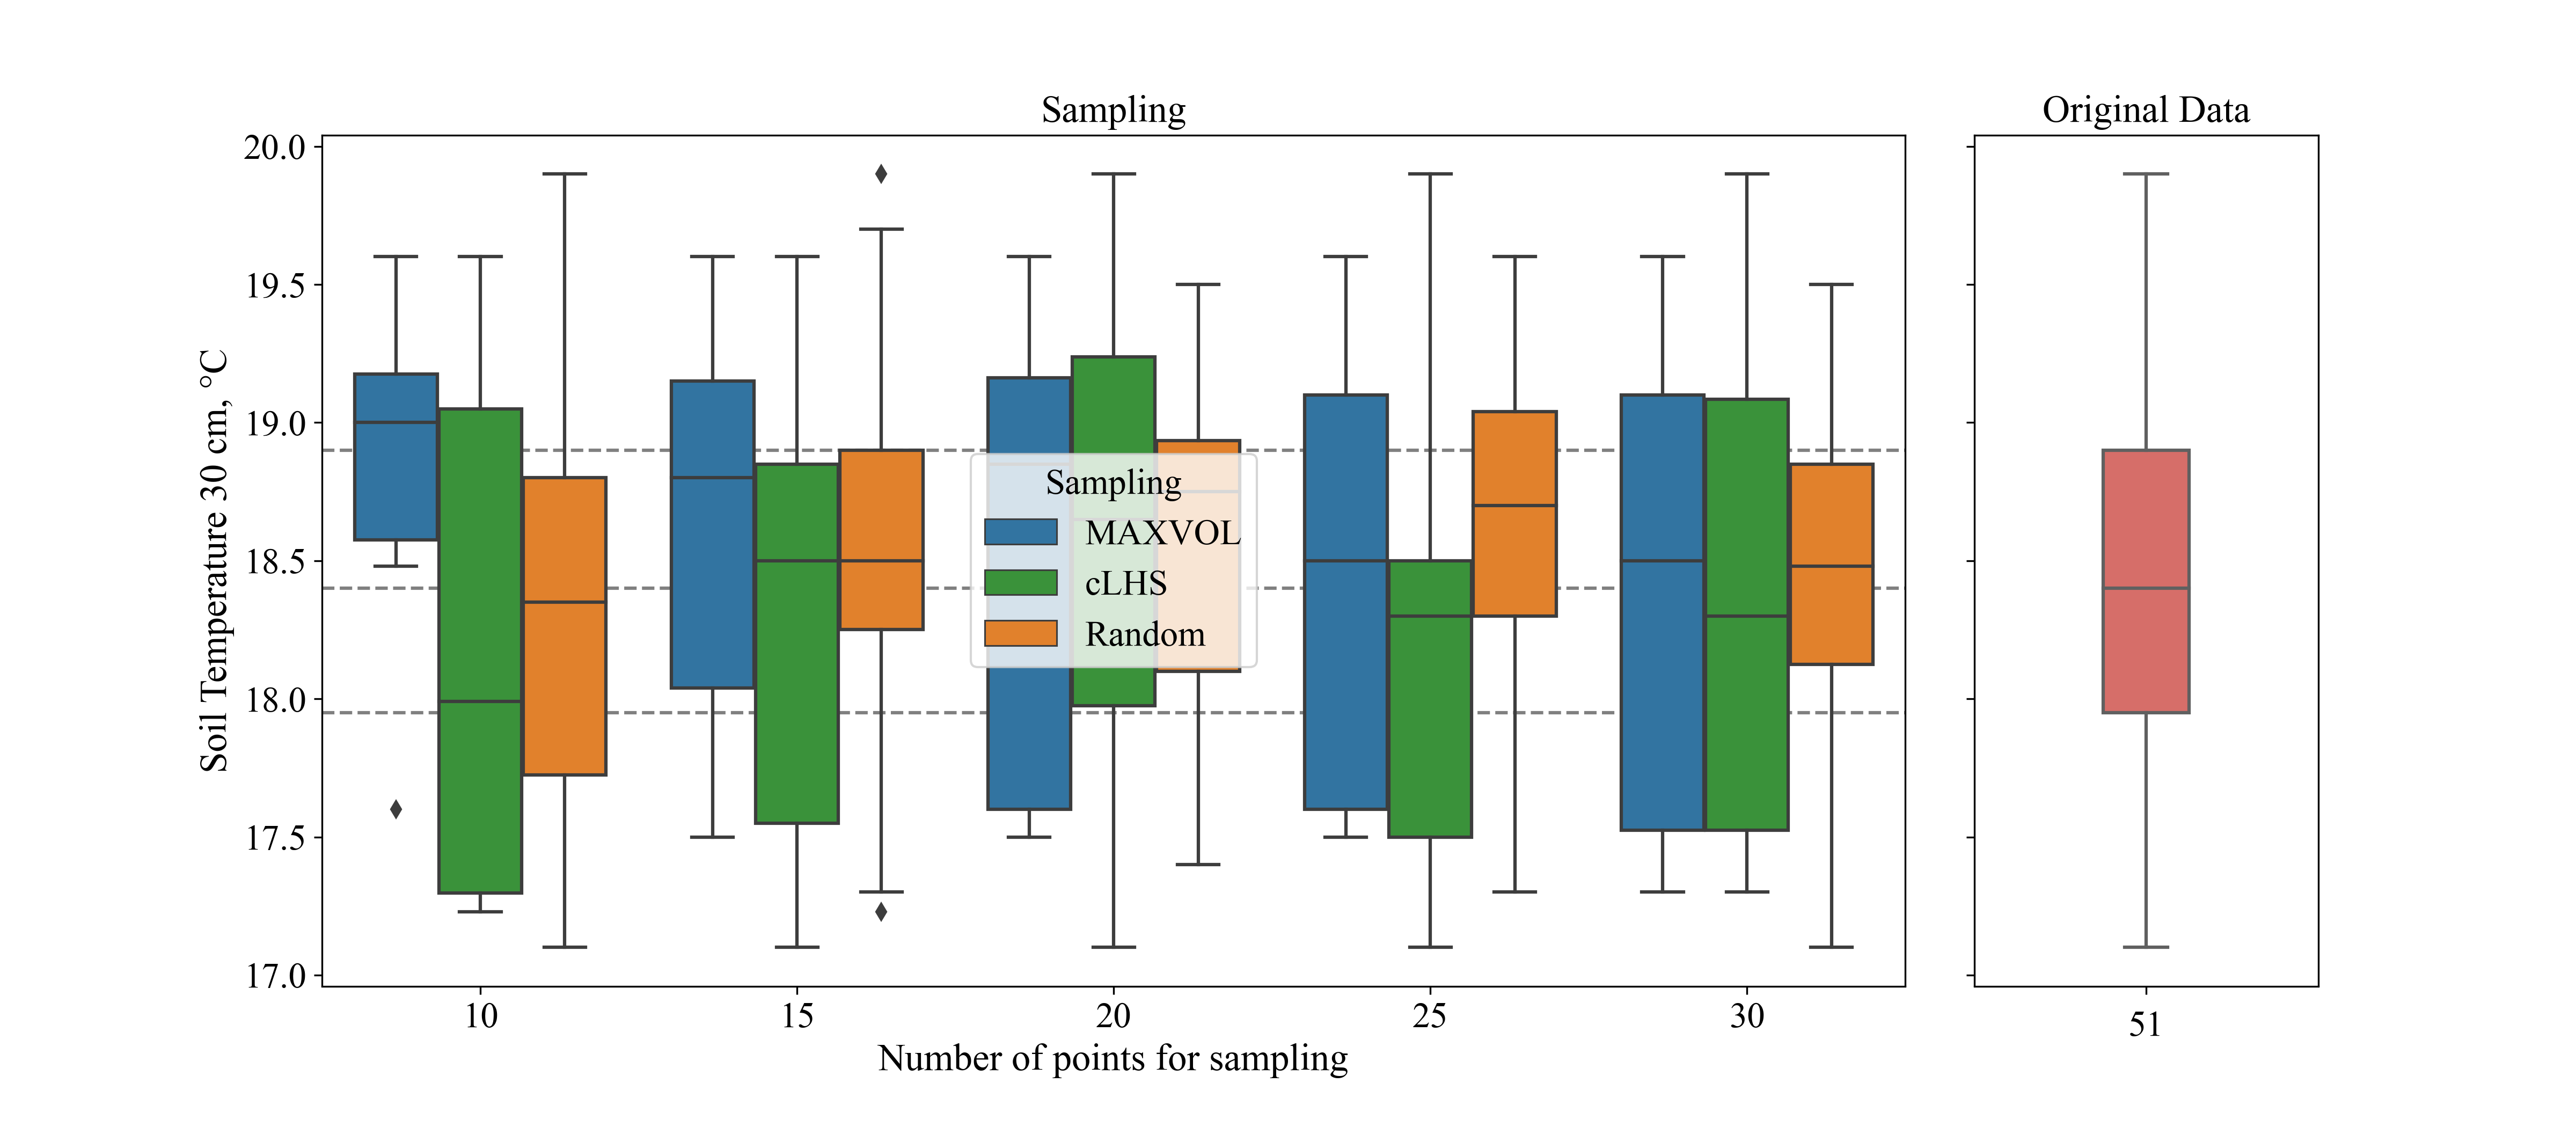 Sampling
Original Data
20.0
19.5
19.0
18.5
18.0
17.5
17.0
Soil Temperature 30 cm, °C
Sampling
MAXVOL
cLHS
Random
10
15
20
25
30
51
Number of points for sampling